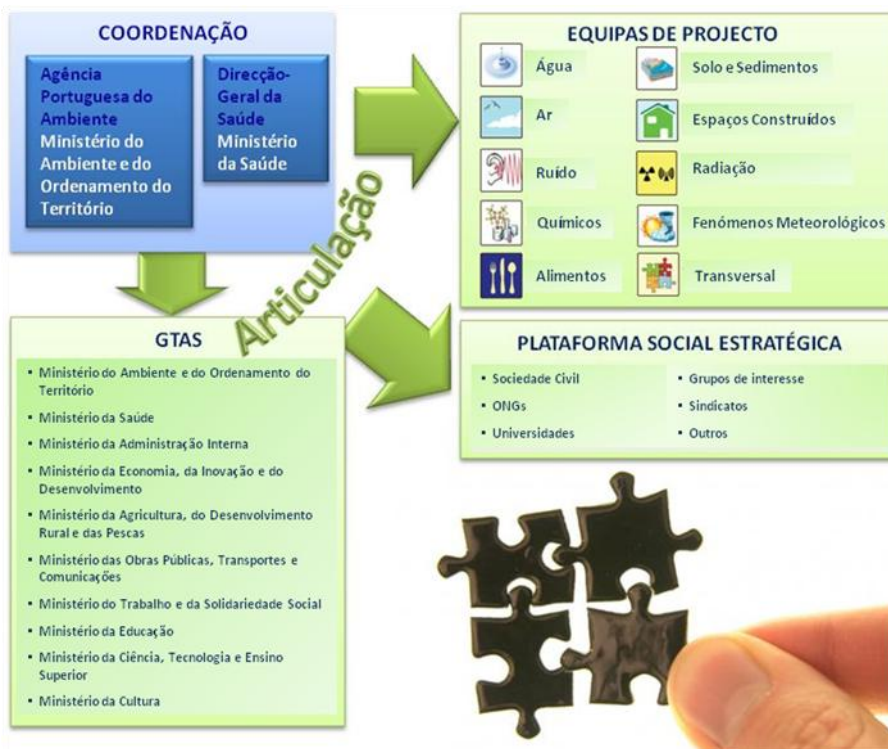 COORDENAÇÃO
Agência
Portuguesa do
Ambiente
Ministério do
Ambiente e do
Ordenamento do
Território
Direcção-
Geral da
Saúde
Ministério
da Saúde
Articulação
EQUIPAS DE PROJECTO
Água
Solo e Sedimentos
Ar
Espaços Construídos
Ruído
Radiação
Químicos
Fenómenos Meteorológicos
Alimentos
Transversal
GTAS
▪ Ministério do Ambiente e do Ordenamento do
Território
▪ Ministério da Saúde
▪ Ministério da Administração Interna
▪ Ministério da Economia, da Inovação e do
Desenvolvimento
▪ Ministério da Agricultura, do Desenvolvimento
Rural e das Pescas
▪ Ministério das Obras Públicas, Transportes e
Comunicações
▪ Ministério do Trabalho e da Solidariedade Social
▪ Ministério da Educação
▪ Ministério da Ciência, Tecnologia e Ensino
Superior
▪ Ministério da Cultura
PLATAFORMA SOCIAL ESTRATÉGICA
▪ Sociedade Civil
▪ ONGs
▪ Universidades
▪ Grupos de interesse
▪ Sindicatos
▪ Outros